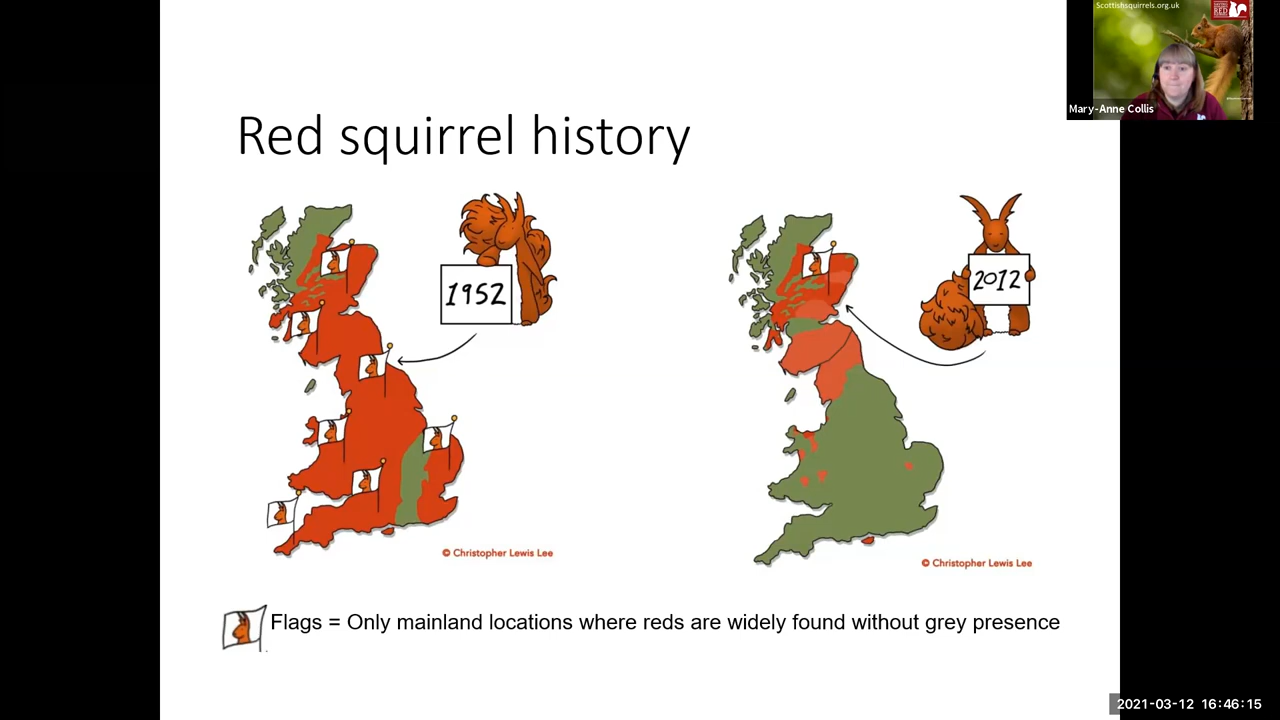 Scottishsquirrels.org.uk
RED
Mary-Anne Collis
Red squirrel history
1952
2012
© Christopher Lewis Lee
© Christopher Lewis Lee
Flags = Only mainland locations where reds are widely found without grey presence
2021-03-12 16:46:15